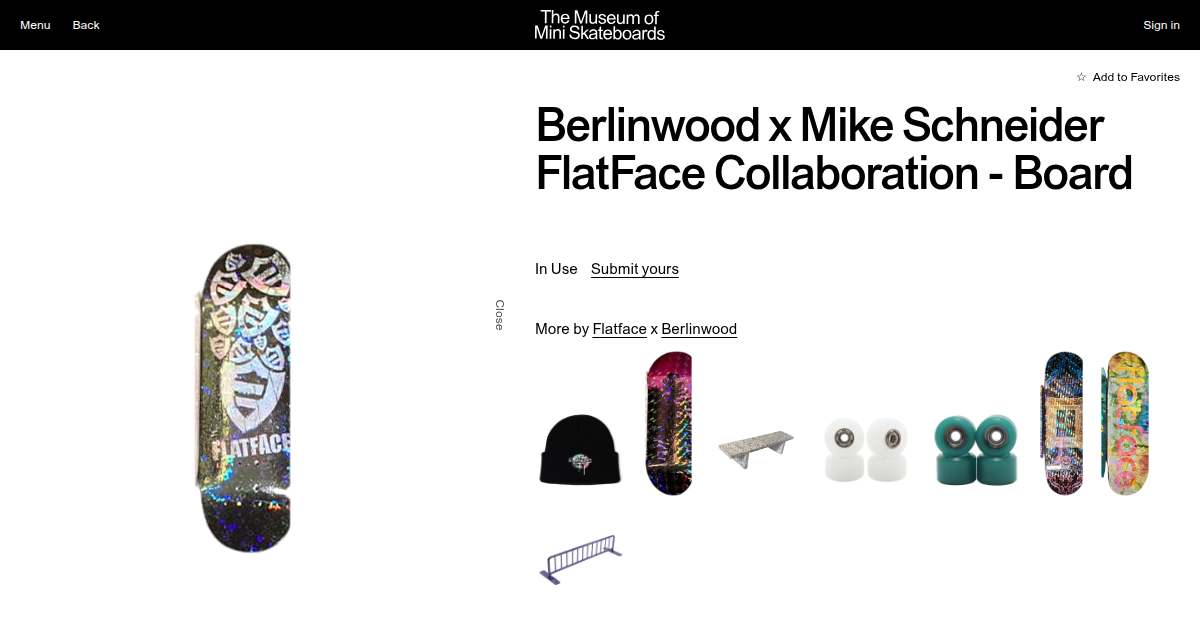 Menu
Back
The Museum of
Mini Skateboards
Sign in
☆ Add to Favorites
Berlinwood x Mike Schneider
FlatFace Collaboration - Board
In Use
Submit yours
Close
More by Flatface x Berlinwood
FLATFACE
flatface